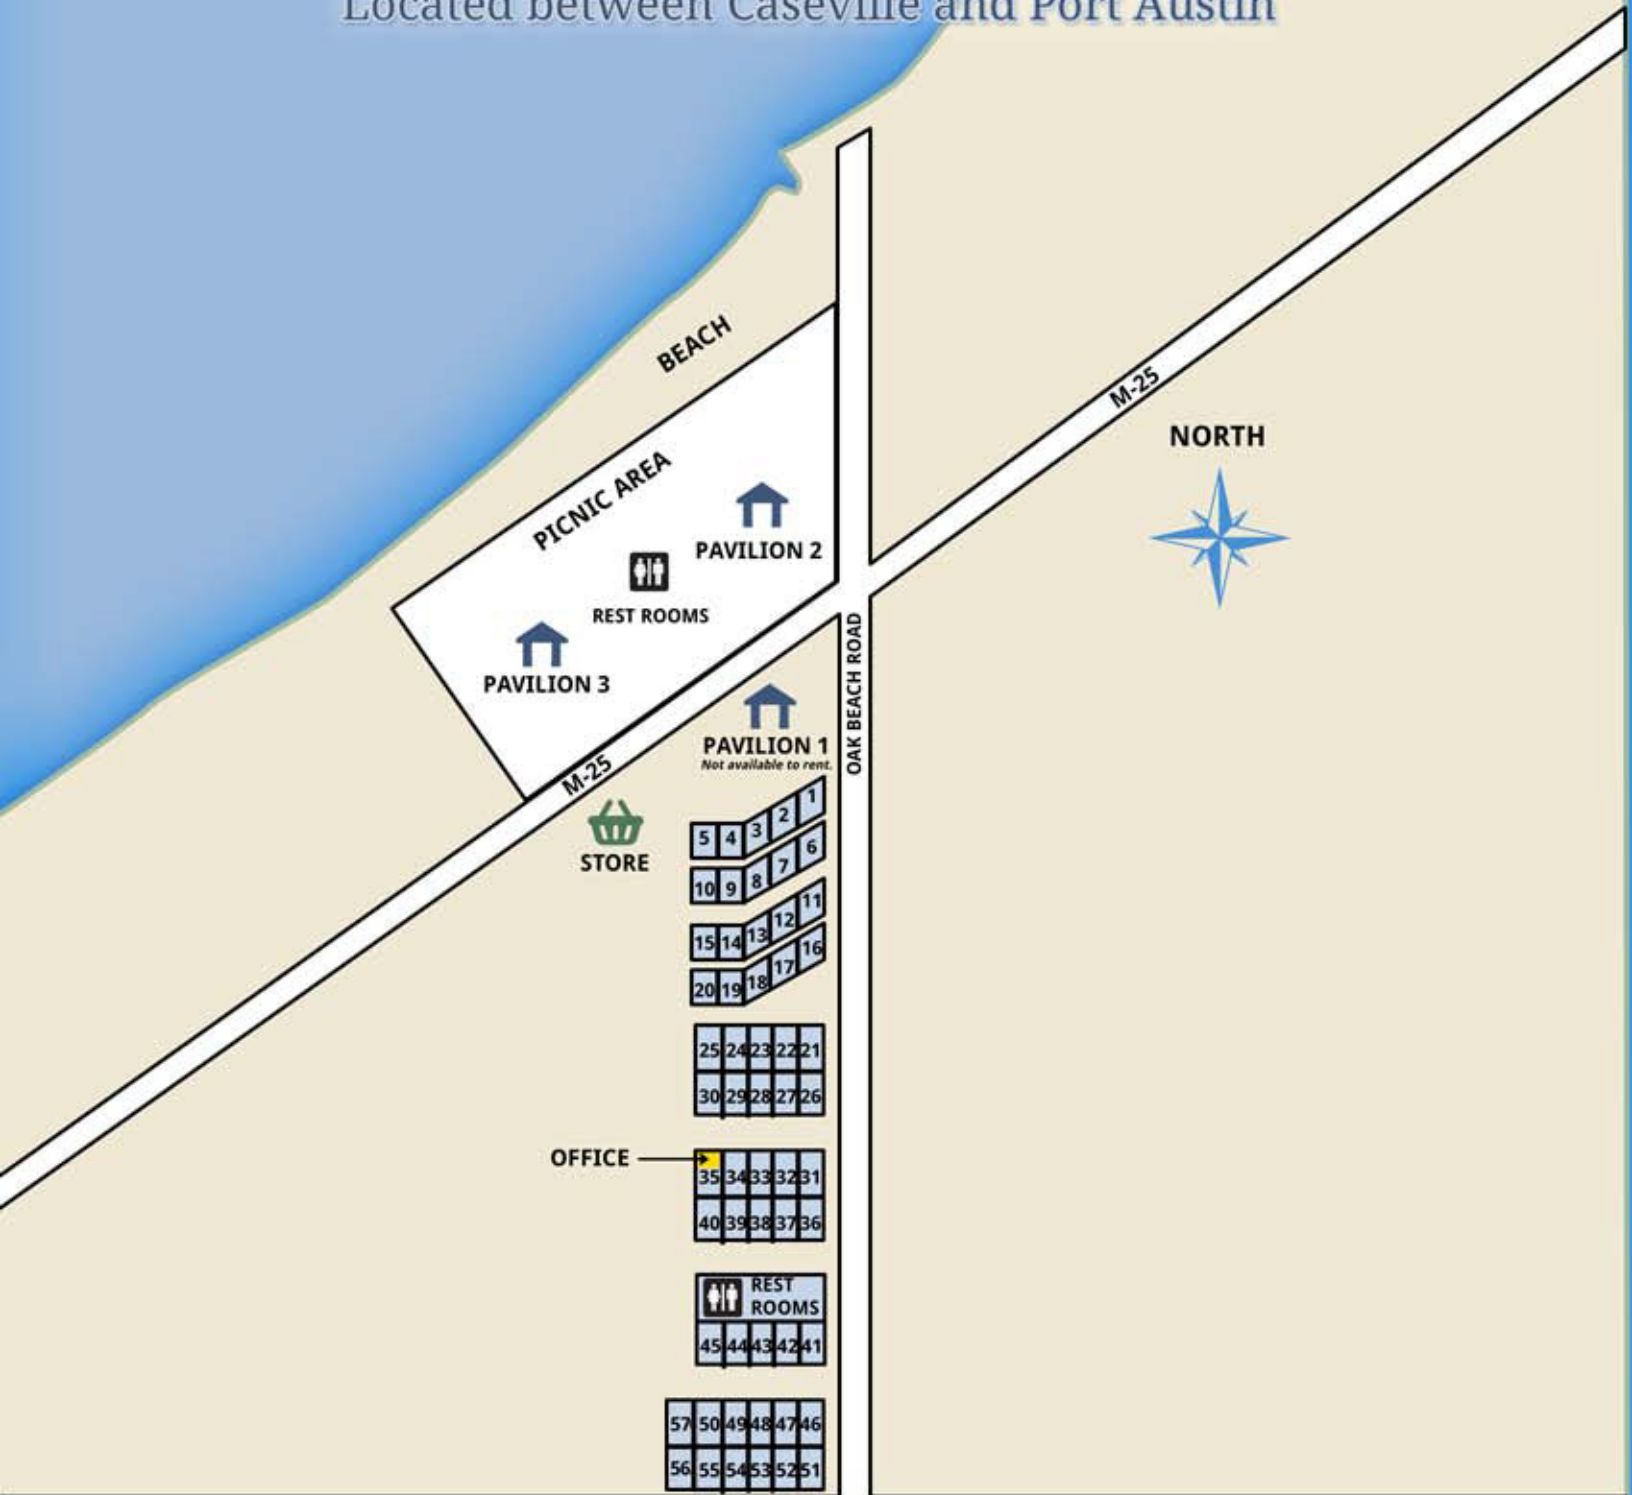 Located between Caseville and Port Austin
BEACH
M-25
NORTH
PICNIC AREA
PAVILION 2
REST ROOMS
PAVILION 3
OAK BEACH ROAD
PAVILION 1
Not available to rent.
M-25
STORE
5 4 3 2 1
10 9 8 7 6
15 14 13 12 11
20 19 18 17 16
25 24 23 22 21
30 29 28 27 26
OFFICE
35 34 33 32 31
40 39 38 37 36
REST
ROOMS
45 44 43 42 41
57 50 49 48 47 46
56 55 54 53 52 51